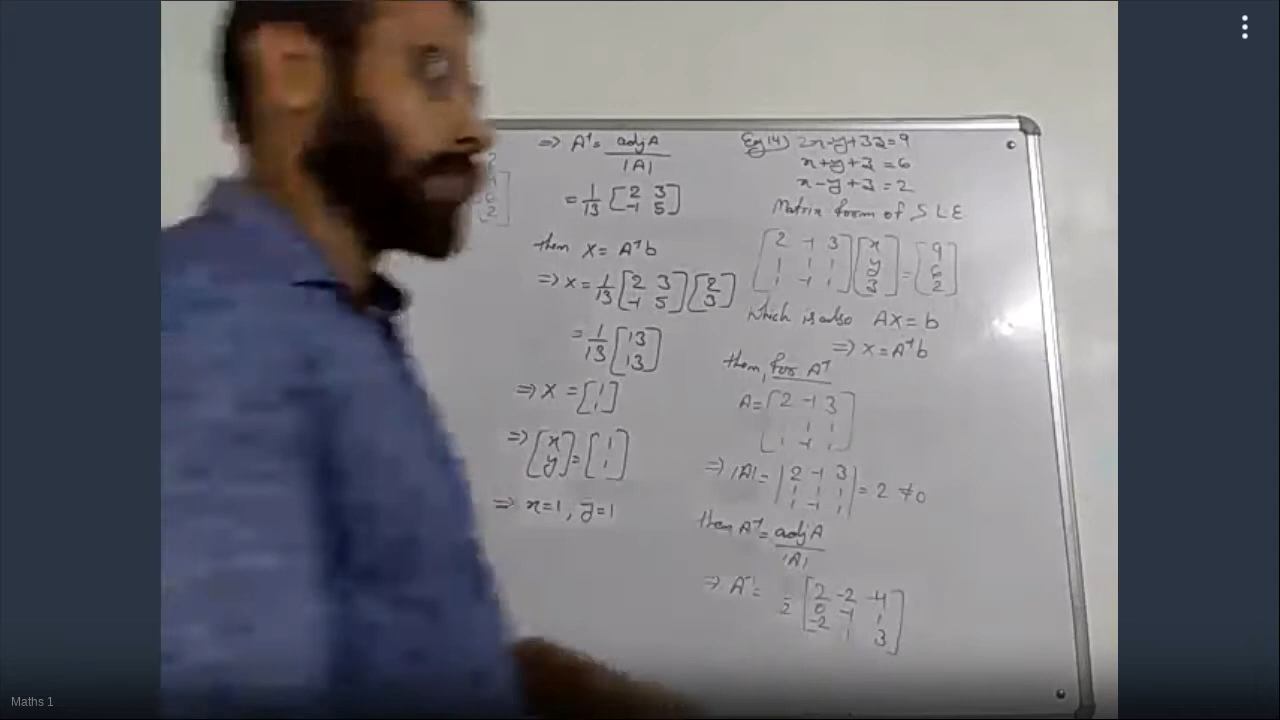 ⇒ A⁻¹ = adjA / |A|
= 1/13 [2 3; -1 5]
then X = A⁻¹b
⇒ X = 1/13 [2 3; -1 5] [2; 3]
= 1/13 [13; 13]
⇒ X = [1; 1]
⇒ [x; y] = [1; 1]
⇒ x=1, y=1
Eg 14) 2x-y+3z=9
x+y+z=6
x-y+z=2
Matrix form of SLE
[2 -1 3; 1 1 1; 1 -1 1] [x; y; z] = [9; 6; 2]
which is also AX = b
⇒ X = A⁻¹b
then, for A⁻¹
A = [2 -1 3; 1 1 1; 1 -1 1]
⇒ |A| = |2 -1 3; 1 1 1; 1 -1 1| = 2 ≠ 0
then A⁻¹ = adjA / |A|
⇒ A⁻¹ = 1/2 [2 -2 -4; 0 -1 1; -2 1 3]
Maths 1